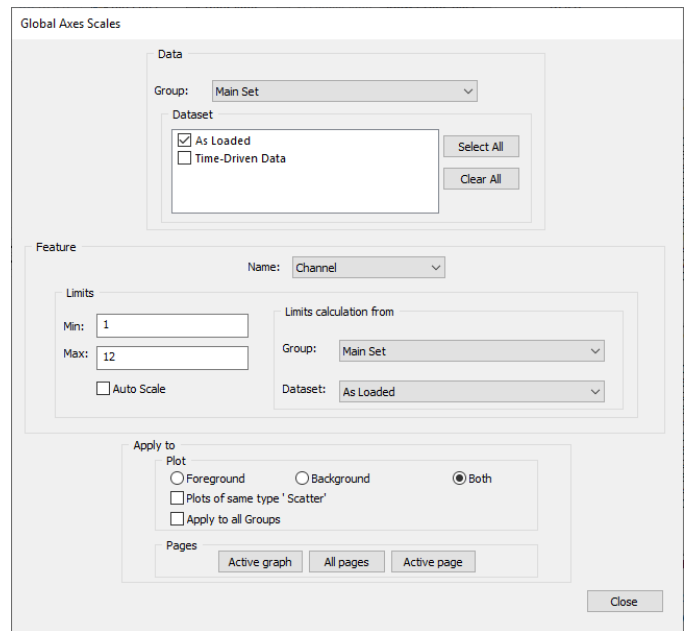 Global Axes Scales
Data
Group: Main Set
Dataset
As Loaded
Time-Driven Data
Select All
Clear All
Feature
Name: Channel
Limits
Min: 1
Max: 12
Auto Scale
Limits calculation from
Group: Main Set
Dataset: As Loaded
Apply to
Plot
Foreground Background Both
Plots of same type ' Scatter'
Apply to all Groups
Pages
Active graph All pages Active page
Close